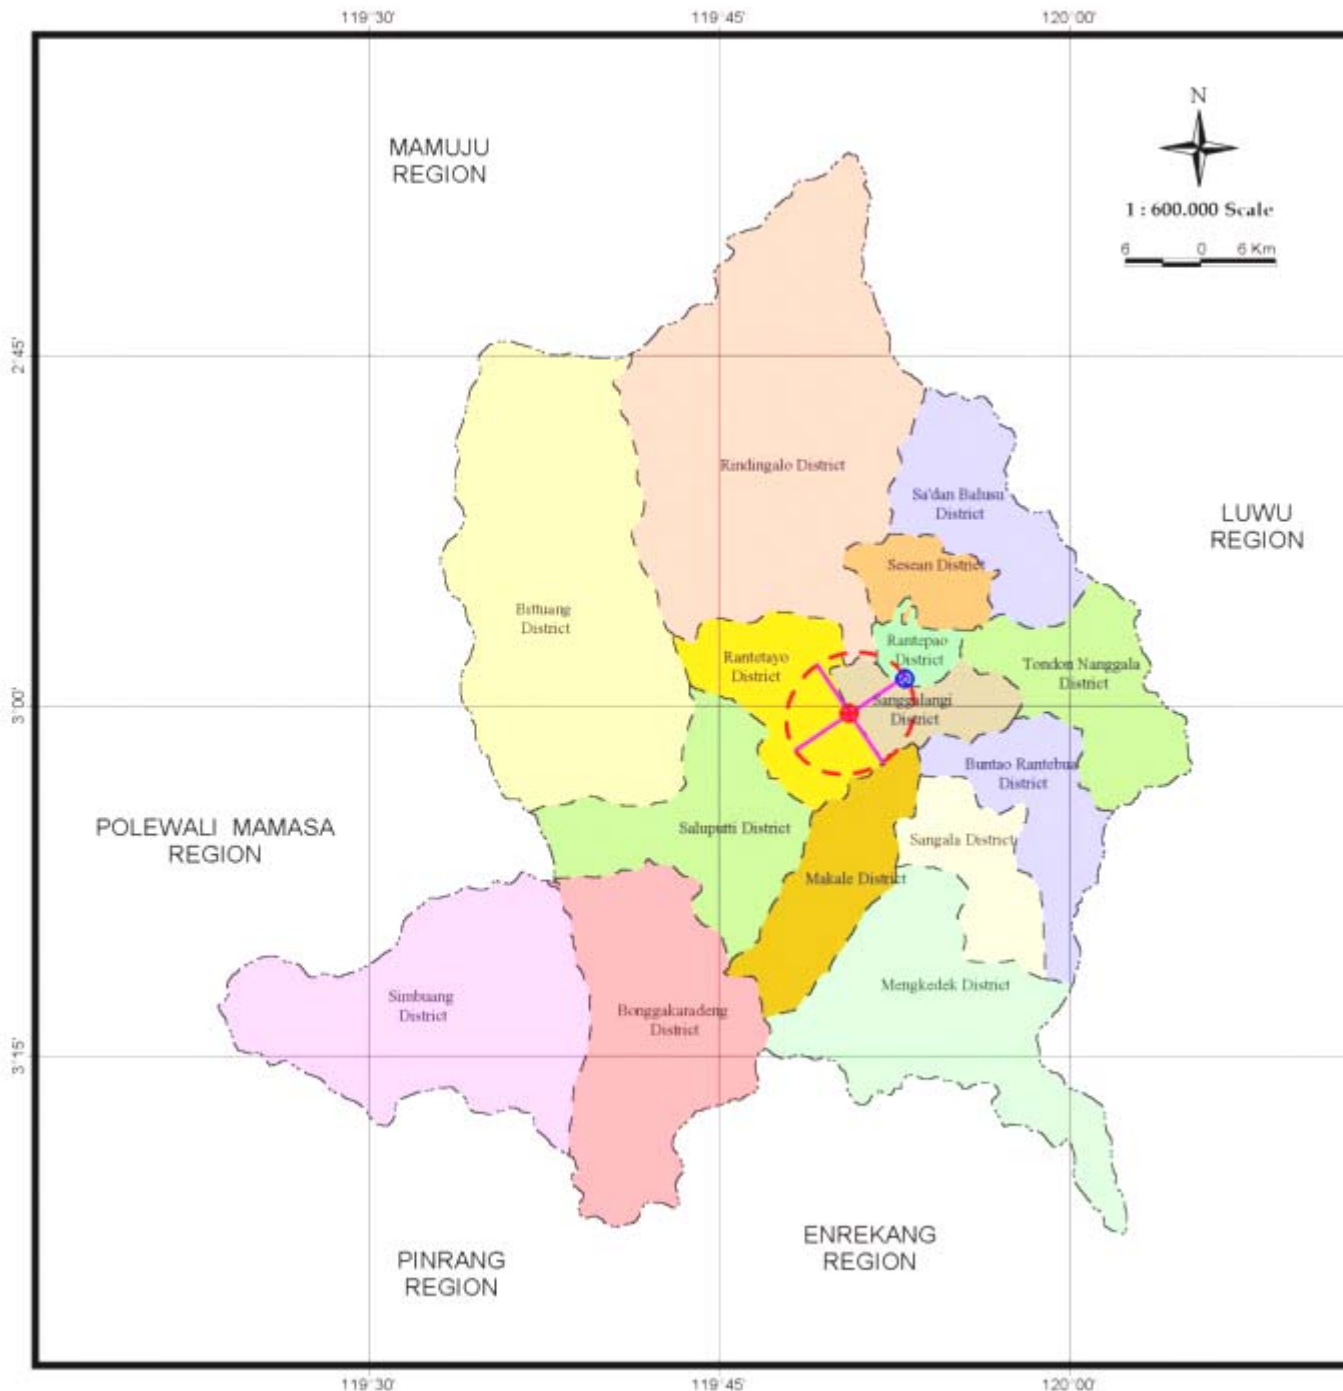 119°30'
119°45'
120°00'
N
1 : 600.000 Scale
6 0 6 Km
MAMUJU
REGION
2°45'
Rindingalo District
Sa'dan Balusu
District
LUWU
REGION
Sesean District
Bittuang
District
Rantetayo
District
Rantepao
District
Tondon Nanggala
District
3°00'
Sanggalangi
District
Buntao Rantebua
District
POLEWALI MAMASA
REGION
Saluputti District
Sangala District
Makale District
Simbuang
District
Bonggakaradeng
District
Mengkedek District
3°15'
PINRANG
REGION
ENREKANG
REGION
119°30'
119°45'
120°00'